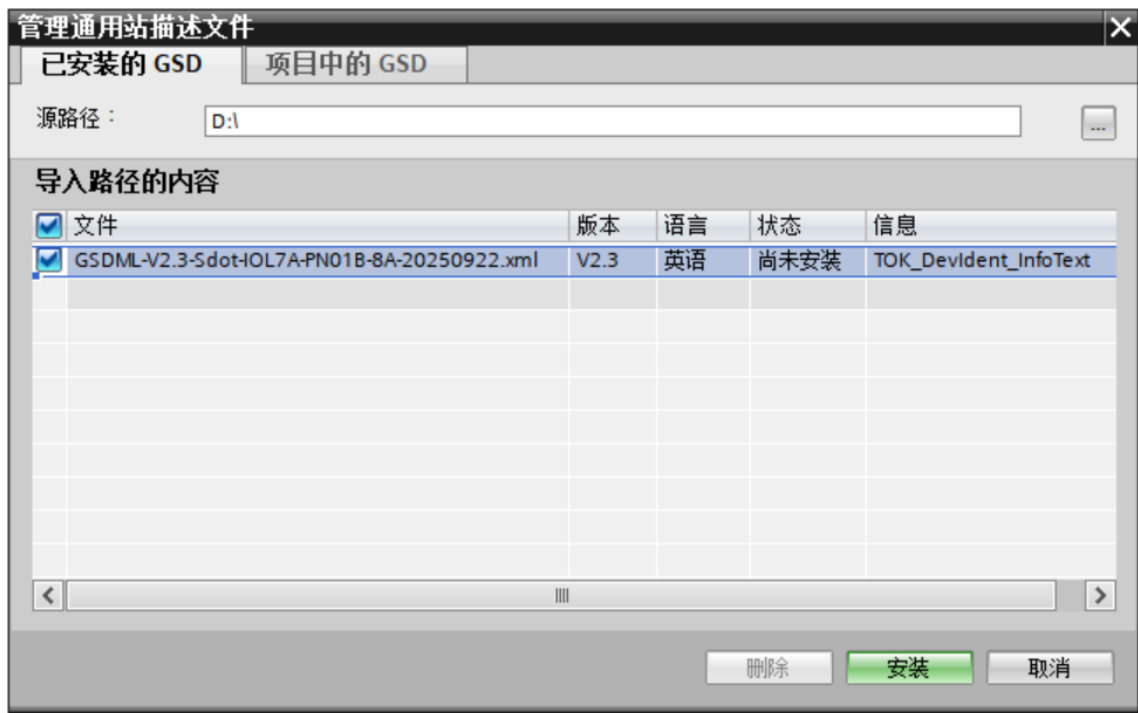 管理通用站描述文件
已安装的 GSD 项目中的 GSD
源路径： D:\ ...
导入路径的内容
文件 版本 语言 状态 信息
GSDML-V2.3-Sdot-IOL7A-PN01B-8A-20250922.xml V2.3 英语 尚未安装 TOK_DevIdent_InfoText
删除 安装 取消